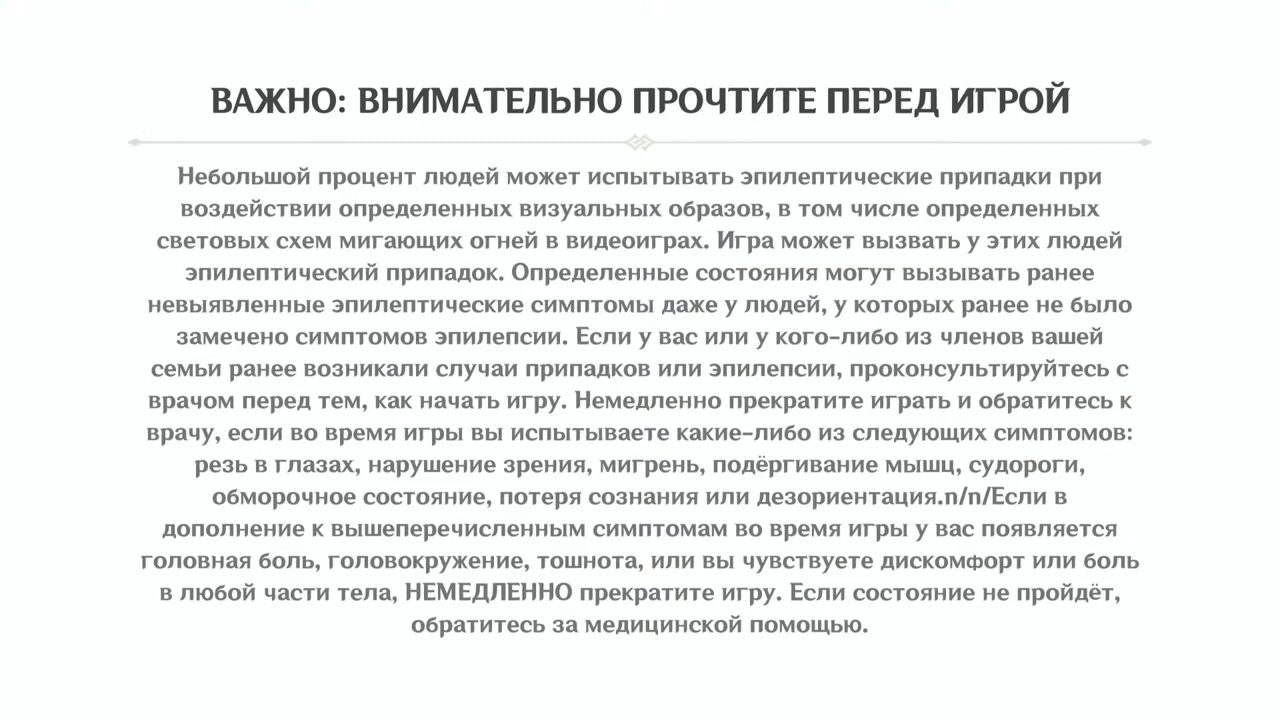 ВАЖНО: ВНИМАТЕЛЬНО ПРОЧТИТЕ ПЕРЕД ИГРОЙ
Небольшой процент людей может испытывать эпилептические припадки при
воздействии определенных визуальных образов, в том числе определенных
световых схем мигающих огней в видеоиграх. Игра может вызвать у этих людей
эпилептический припадок. Определенные состояния могут вызывать ранее
невыявленные эпилептические симптомы даже у людей, у которых ранее не было
замечено симптомов эпилепсии. Если у вас или у кого-либо из членов вашей
семьи ранее возникали случаи припадков или эпилепсии, проконсультируйтесь с
врачом перед тем, как начать игру. Немедленно прекратите играть и обратитесь к
врачу, если во время игры вы испытываете какие-либо из следующих симптомов:
резь в глазах, нарушение зрения, мигрень, подёргивание мышц, судороги,
обморочное состояние, потеря сознания или дезориентация.n/n/Если в
дополнение к вышеперечисленным симптомам во время игры у вас появляется
головная боль, головокружение, тошнота, или вы чувствуете дискомфорт или боль
в любой части тела, НЕМЕДЛЕННО прекратите игру. Если состояние не пройдёт,
обратитесь за медицинской помощью.